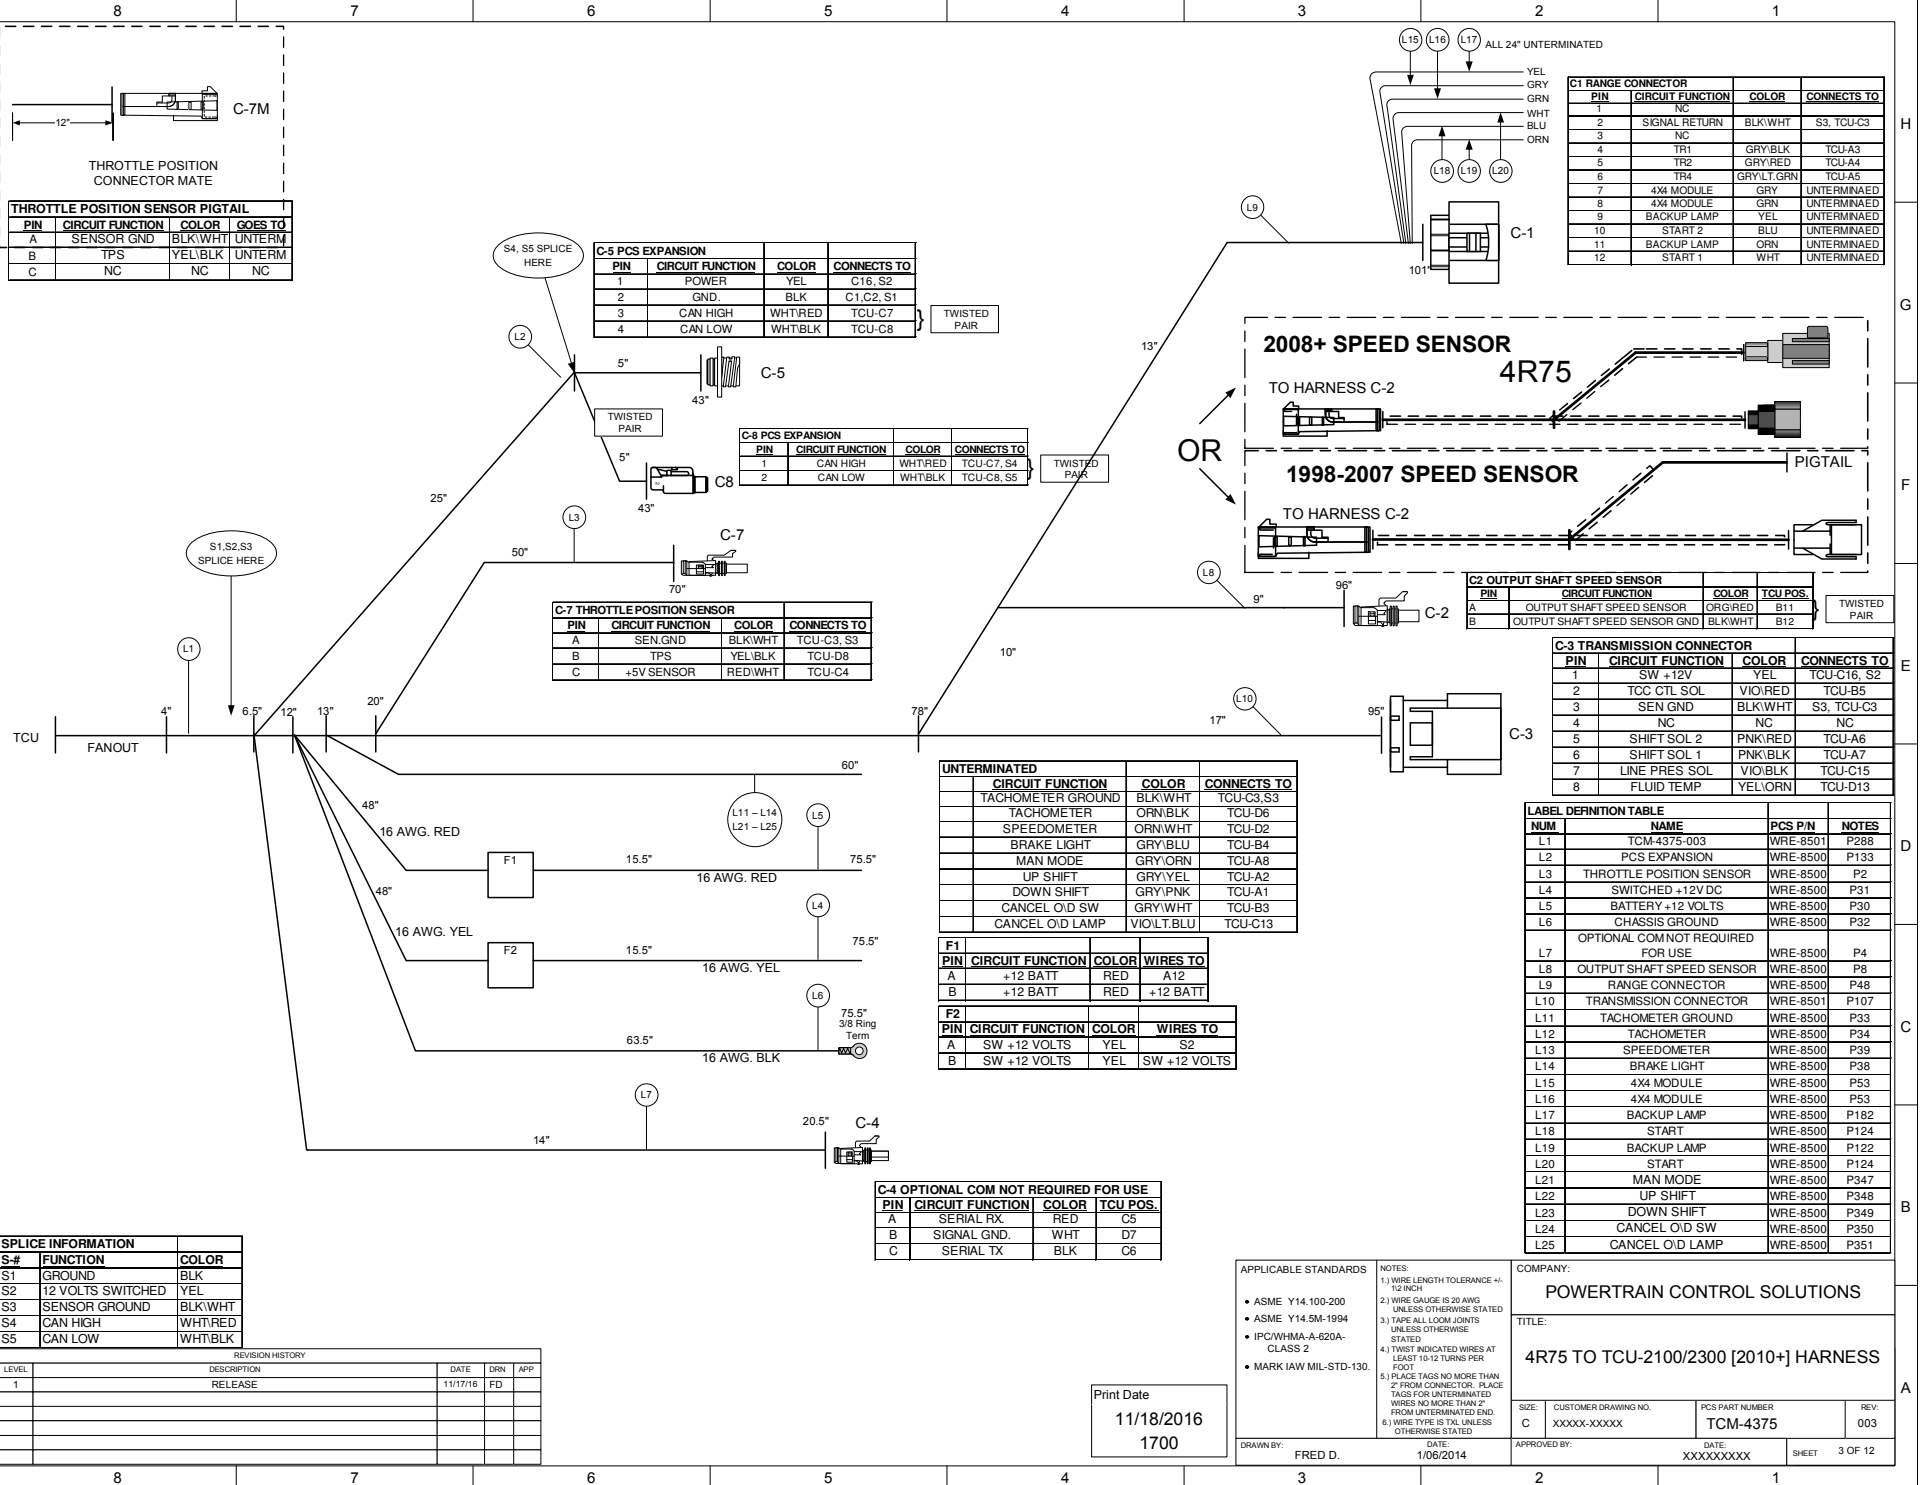 8 7 6 5 4 3 2 1
H
G
F
E
D
C
B
A
12"
C-7M
THROTTLE POSITION
CONNECTOR MATE
THROTTLE POSITION SENSOR PIGTAIL
PIN CIRCUIT FUNCTION COLOR GOES TO
A SENSOR GND BLK\WHT UNTERM
B TPS YEL\BLK UNTERM
C NC NC NC
S4, S5 SPLICE
HERE
C-5 PCS EXPANSION
PIN CIRCUIT FUNCTION COLOR CONNECTS TO
1 POWER YEL C16, S2
2 GND. BLK C1,C2, S1
3 CAN HIGH WHT\RED TCU-C7
4 CAN LOW WHT\BLK TCU-C8
TWISTED
PAIR
L2
5"
43"
C-5
TWISTED
PAIR
5"
43"
C8
C-8 PCS EXPANSION
PIN CIRCUIT FUNCTION COLOR CONNECTS TO
1 CAN HIGH WHT\RED TCU-C7, S4
2 CAN LOW WHT\BLK TCU-C8, S5
TWISTED
PAIR
25"
L3
50"
C-7
70"
C-7 THROTTLE POSITION SENSOR
PIN CIRCUIT FUNCTION COLOR CONNECTS TO
A SEN.GND BLK\WHT TCU-C3, S3
B TPS YEL\BLK TCU-D8
C +5V SENSOR RED\WHT TCU-C4
S1,S2,S3
SPLICE HERE
L1
TCU
FANOUT
4"
6.5"
12"
13"
20"
78"
L15 L16 L17 ALL 24" UNTERMINATED
YEL
GRY
GRN
WHT
BLU
ORN
L18 L19 L20
L9
13"
101"
C-1
C1 RANGE CONNECTOR
PIN CIRCUIT FUNCTION COLOR CONNECTS TO
1 NC
2 SIGNAL RETURN BLK\WHT S3, TCU-C3
3 NC
4 TR1 GRY\BLK TCU-A3
5 TR2 GRY\RED TCU-A4
6 TR4 GRY\LT.GRN TCU-A5
7 4X4 MODULE GRY UNTERMINAED
8 4X4 MODULE GRN UNTERMINAED
9 BACKUP LAMP YEL UNTERMINAED
10 START 2 BLU UNTERMINAED
11 BACKUP LAMP ORN UNTERMINAED
12 START 1 WHT UNTERMINAED
2008+ SPEED SENSOR
4R75
TO HARNESS C-2
OR
1998-2007 SPEED SENSOR
PIGTAIL
TO HARNESS C-2
L8
9"
96"
C-2
C2 OUTPUT SHAFT SPEED SENSOR
PIN CIRCUIT FUNCTION COLOR TCU POS.
A OUTPUT SHAFT SPEED SENSOR ORG\RED B11
B OUTPUT SHAFT SPEED SENSOR GND BLK\WHT B12
TWISTED
PAIR
10"
L10
17"
95"
C-3
C-3 TRANSMISSION CONNECTOR
PIN CIRCUIT FUNCTION COLOR CONNECTS TO
1 SW +12V YEL TCU-C16, S2
2 TCC CTL SOL VIO\RED TCU-B5
3 SEN GND BLK\WHT S3, TCU-C3
4 NC NC NC
5 SHIFT SOL 2 PNK\RED TCU-A6
6 SHIFT SOL 1 PNK\BLK TCU-A7
7 LINE PRES SOL VIO\BLK TCU-C15
8 FLUID TEMP YEL\ORN TCU-D13
60"
L11 – L14
L21 – L25
48"
16 AWG. RED
F1
15.5"
16 AWG. RED
L5
75.5"
48"
16 AWG. YEL
F2
15.5"
16 AWG. YEL
L4
75.5"
63.5"
16 AWG. BLK
L6
75.5"
3/8 Ring
Term
L7
14"
20.5"
C-4
UNTERMINATED
CIRCUIT FUNCTION COLOR CONNECTS TO
TACHOMETER GROUND BLK\WHT TCU-C3,S3
TACHOMETER ORN\BLK TCU-D6
SPEEDOMETER ORN\WHT TCU-D2
BRAKE LIGHT GRY\BLU TCU-B4
MAN MODE GRY\ORN TCU-A8
UP SHIFT GRY\YEL TCU-A2
DOWN SHIFT GRY\PNK TCU-A1
CANCEL O\D SW GRY\WHT TCU-B3
CANCEL O\D LAMP VIO\LT.BLU TCU-C13
F1
PIN CIRCUIT FUNCTION COLOR WIRES TO
A +12 BATT RED A12
B +12 BATT RED +12 BATT
F2
PIN CIRCUIT FUNCTION COLOR WIRES TO
A SW +12 VOLTS YEL S2
B SW +12 VOLTS YEL SW +12 VOLTS
C-4 OPTIONAL COM NOT REQUIRED FOR USE
PIN CIRCUIT FUNCTION COLOR TCU POS.
A SERIAL RX. RED C5
B SIGNAL GND. WHT D7
C SERIAL TX BLK C6
LABEL DEFINITION TABLE
NUM NAME PCS P/N NOTES
L1 TCM-4375-003 WRE-8501 P288
L2 PCS EXPANSION WRE-8500 P133
L3 THROTTLE POSITION SENSOR WRE-8500 P2
L4 SWITCHED +12V DC WRE-8500 P31
L5 BATTERY +12 VOLTS WRE-8500 P30
L6 CHASSIS GROUND WRE-8500 P32
L7 OPTIONAL COM NOT REQUIRED FOR USE WRE-8500 P4
L8 OUTPUT SHAFT SPEED SENSOR WRE-8500 P8
L9 RANGE CONNECTOR WRE-8500 P48
L10 TRANSMISSION CONNECTOR WRE-8501 P107
L11 TACHOMETER GROUND WRE-8500 P33
L12 TACHOMETER WRE-8500 P34
L13 SPEEDOMETER WRE-8500 P39
L14 BRAKE LIGHT WRE-8500 P38
L15 4X4 MODULE WRE-8500 P53
L16 4X4 MODULE WRE-8500 P53
L17 BACKUP LAMP WRE-8500 P182
L18 START WRE-8500 P124
L19 BACKUP LAMP WRE-8500 P122
L20 START WRE-8500 P124
L21 MAN MODE WRE-8500 P347
L22 UP SHIFT WRE-8500 P348
L23 DOWN SHIFT WRE-8500 P349
L24 CANCEL O\D SW WRE-8500 P350
L25 CANCEL O\D LAMP WRE-8500 P351
SPLICE INFORMATION
S-# FUNCTION COLOR
S1 GROUND BLK
S2 12 VOLTS SWITCHED YEL
S3 SENSOR GROUND BLK\WHT
S4 CAN HIGH WHT\RED
S5 CAN LOW WHT\BLK
REVISION HISTORY
LEVEL DESCRIPTION DATE DRN APP
1 RELEASE 11/17/16 FD
Print Date
11/18/2016
1700
APPLICABLE STANDARDS
• ASME Y14.100-200
• ASME Y14.5M-1994
• IPC/WHMA-A-620A-
CLASS 2
• MARK IAW MIL-STD-130.
NOTES:
1.) WIRE LENGTH TOLERANCE +/-
1\2 INCH
2.) WIRE GAUGE IS 20 AWG
UNLESS OTHERWISE STATED
3.) TAPE ALL LOOM JOINTS
UNLESS OTHERWISE
STATED
4.) TWIST INDICATED WIRES AT
LEAST 10-12 TURNS PER
FOOT
5.) PLACE TAGS NO MORE THAN
2" FROM CONNECTOR. PLACE
TAGS FOR UNTERMINATED
WIRES NO MORE THAN 2"
FROM UNTERMINATED END.
6.) WIRE TYPE IS TXL UNLESS
OTHERWISE STATED
COMPANY:
POWERTRAIN CONTROL SOLUTIONS
TITLE:
4R75 TO TCU-2100/2300 [2010+] HARNESS
SIZE: C
CUSTOMER DRAWING NO. XXXXX-XXXXX
PCS PART NUMBER TCM-4375
REV: 003
DRAWN BY: FRED D.
DATE: 1/06/2014
APPROVED BY:
DATE: XXXXXXXXX
SHEET 3 OF 12
8 7 6 5 4 3 2 1